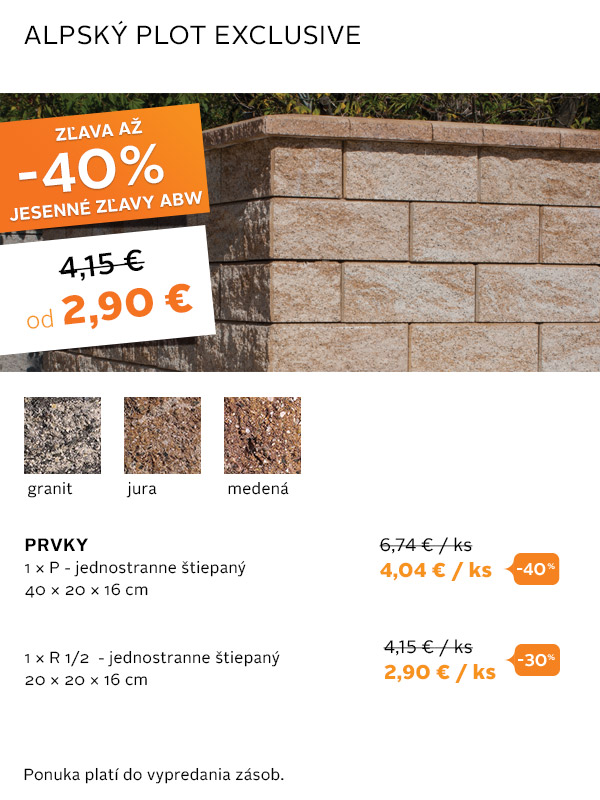 ALPSKÝ PLOT EXCLUSIVE
ZĽAVA AŽ
-40%
JESENNÉ ZĽAVY ABW
4,15 €
od 2,90 €
granit
jura
medená
PRVKY
6,74 € / ks
1 × P - jednostranne štiepaný
4,04 € / ks
-40%
40 × 20 × 16 cm
4,15 € / ks
1 × R 1/2 - jednostranne štiepaný
2,90 € / ks
-30%
20 × 20 × 16 cm
Ponuka platí do vypredania zásob.